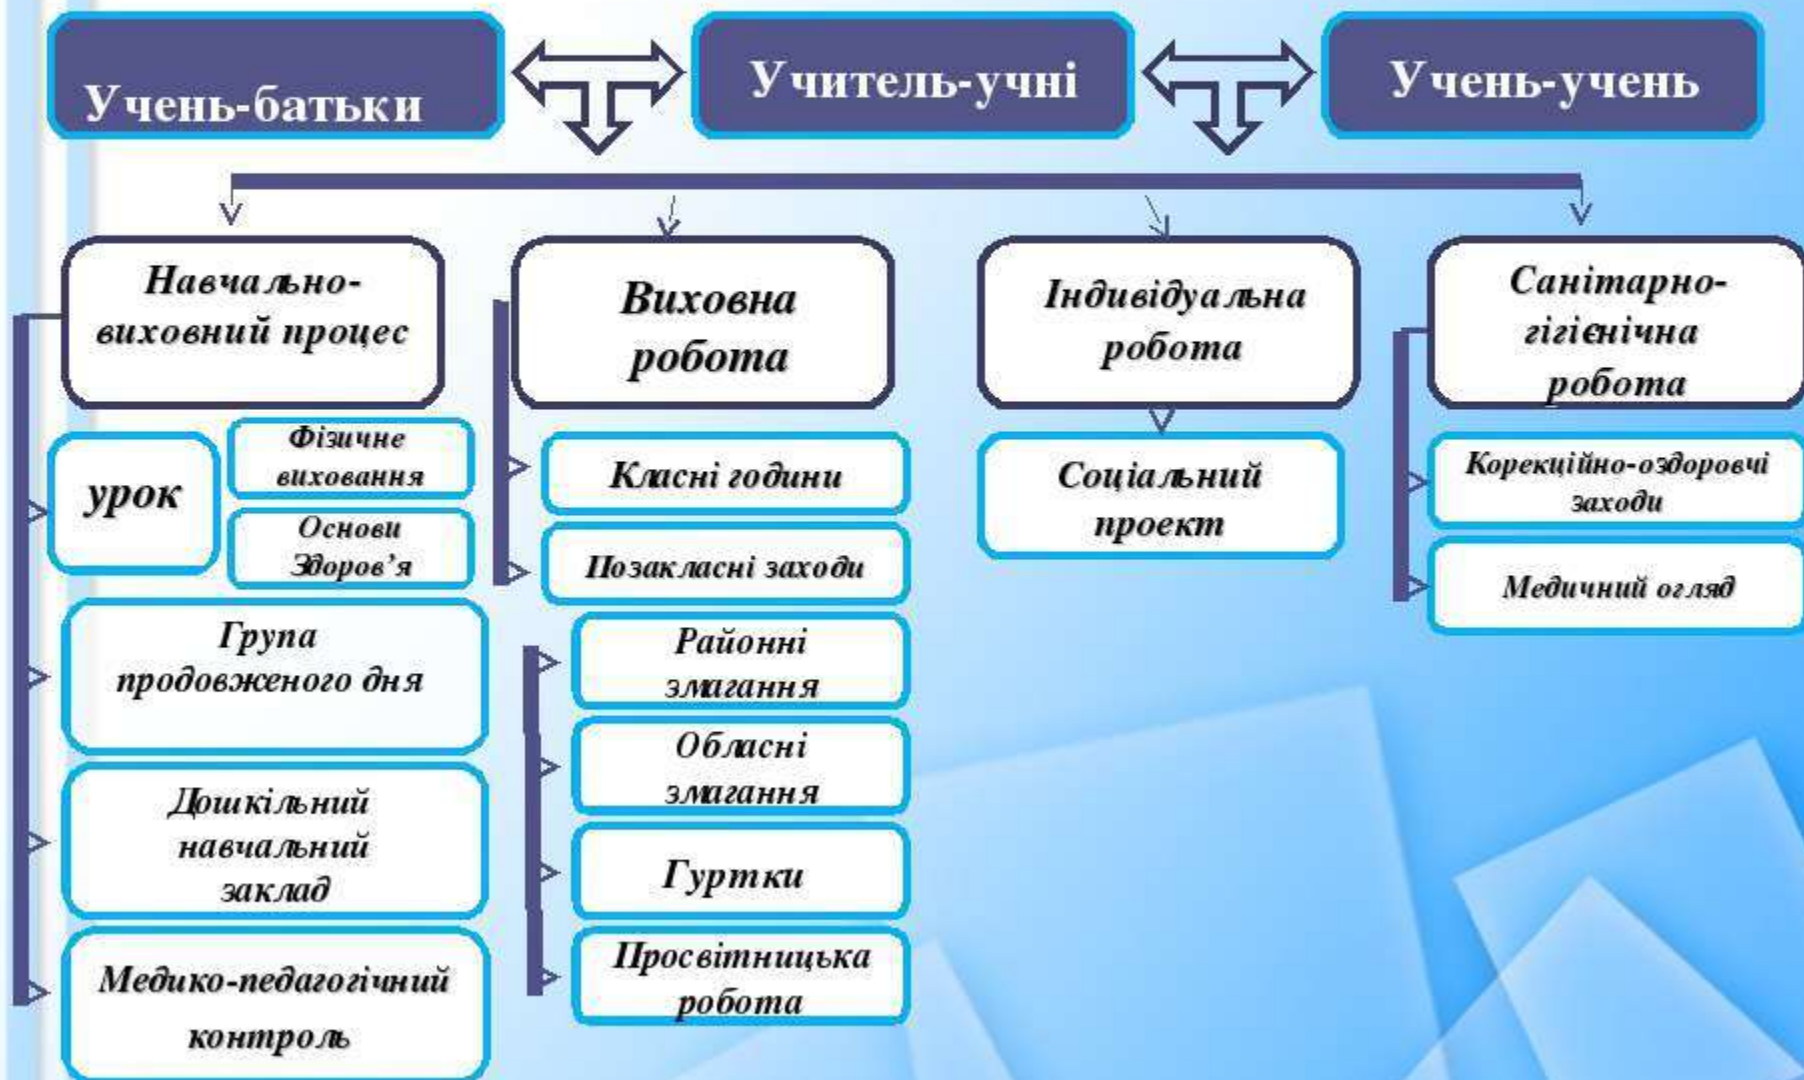 Учень-батьки
Учитель-учні
Учень-учень
Навчально-
виховний процес
Виховна
робота
Індивідуальна
робота
Санітарно-
гігієнічна
робота
урок
Фізичне
виховання
Основи
Здоров’я
Група
продовженого дня
Дошкільний
навчальний
заклад
Медико-педагогічний
контроль
Класні години
Позакласні заходи
Районні
змагання
Обласні
змагання
Гуртки
Просвітницька
робота
Соціальний
проект
Корекційно-оздоровчі
заходи
Медичний огляд